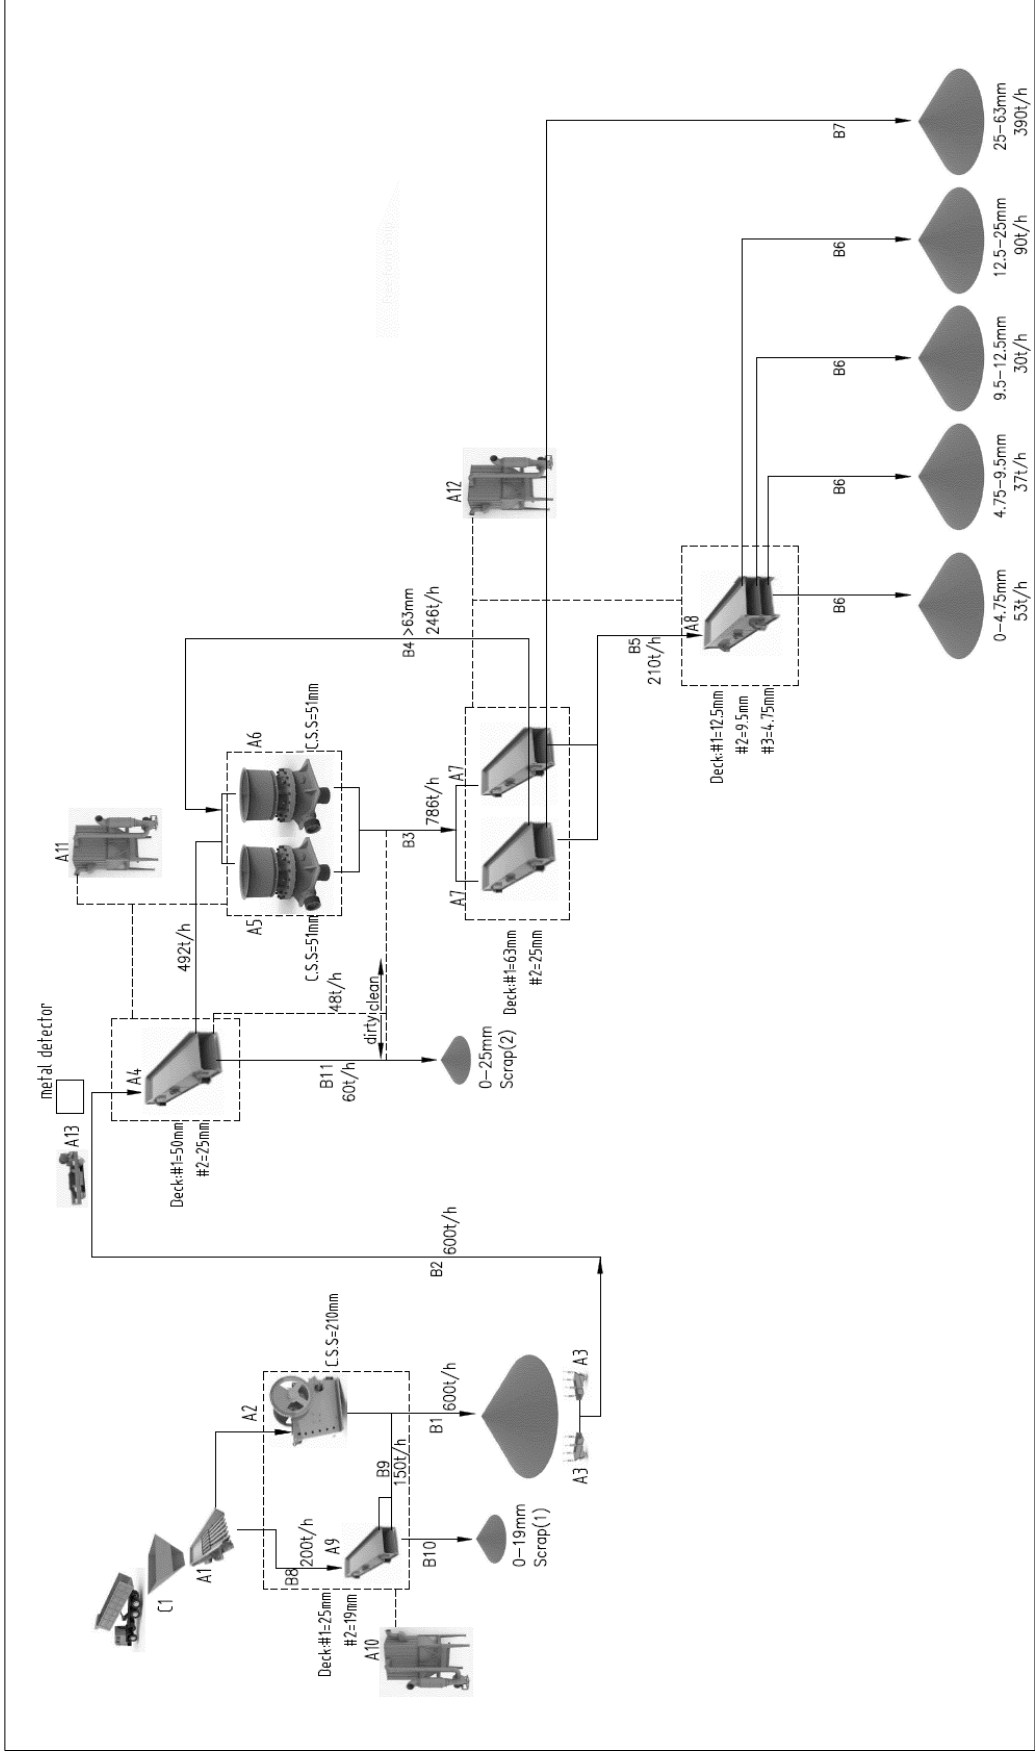 C1
A1
A2
B8
200t/h
A9
Deck:#1=25mm
#2=19mm
A10
B9
150t/h
C.S.S=210mm
B10
0-19mm
Scrap(1)
B1
600t/h
A3
A3
B2
600t/h
A13
metal detector
A4
Deck:#1=50mm
#2=25mm
A11
492t/h
48t/h
B11
60t/h
dirty
clean
0-25mm
Scrap(2)
A5
A6
C.S.S=51mm
C.S.S=51mm
B3
786t/h
B4 >63mm
246t/h
A7
A7
Deck:#1=63mm
#2=25mm
A12
B5
210t/h
A8
Deck:#1=12.5mm
#2=9.5mm
#3=4.75mm
B6
B6
B6
B6
B7
0-4.75mm
53t/h
4.75-9.5mm
37t/h
9.5-12.5mm
30t/h
12.5-25mm
90t/h
25-63mm
390t/h